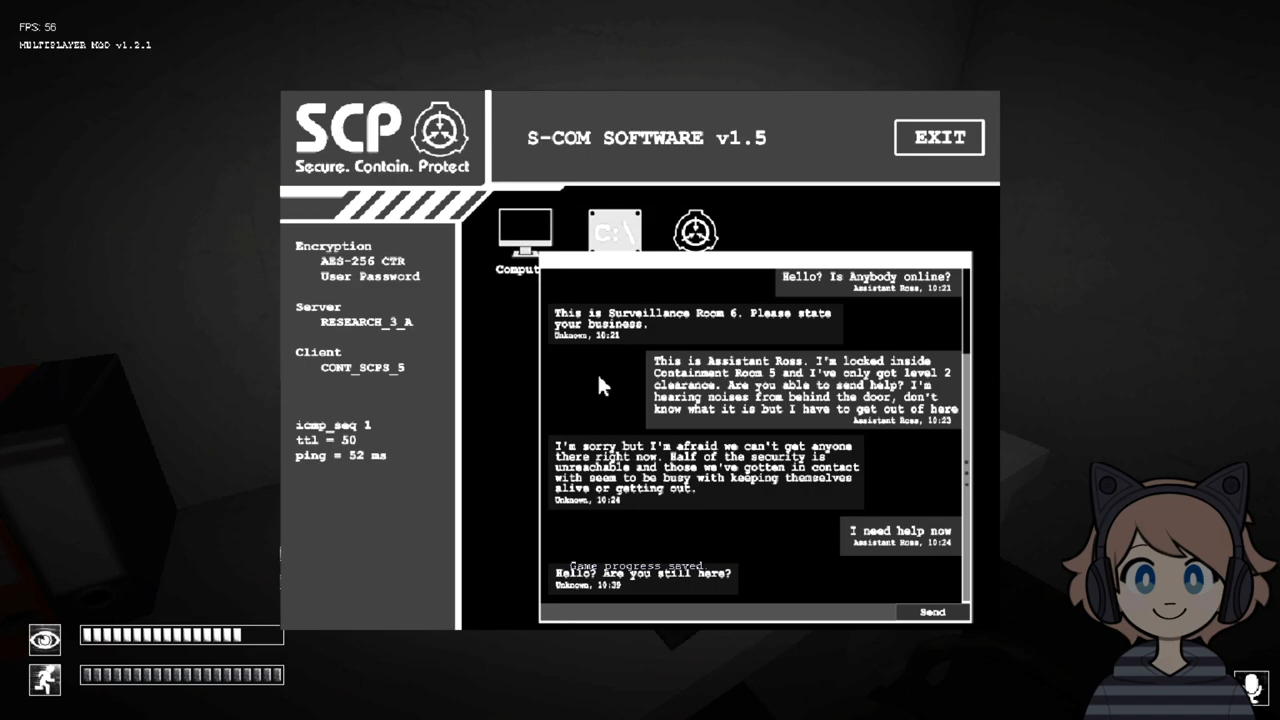 FPS: 56
MULTIPLAYER MOD v1.2.1
SCP
Secure. Contain. Protect
S-COM SOFTWARE v1.5
EXIT
Encryption
AES-256 CTR
User Password
Server
RESEARCH_3_A
Client
CONT_SCPS_5
icmp_seq 1
ttl = 50
ping = 52 ms
C:\
Comput
Hello? Is Anybody online?
Assistant Ross, 10:21
This is Surveillance Room 6. Please state
your business.
Unknown, 10:21
This is Assistant Ross. I'm locked inside
Containment Room 5 and I've only got level 2
clearance. Are you able to send help? I'm
hearing noises from behind the door, don't
know what it is but I have to get out of here
Assistant Ross, 10:23
I'm sorry but I'm afraid we can't get anyone
there right now. Half of the security is
unreachable and those we've gotten in contact
with seem to be busy with keeping themselves
alive or getting out.
Unknown, 10:24
I need help now
Assistant Ross, 10:24
Game progress saved.
Hello? Are you still here?
Unknown, 10:39
Send